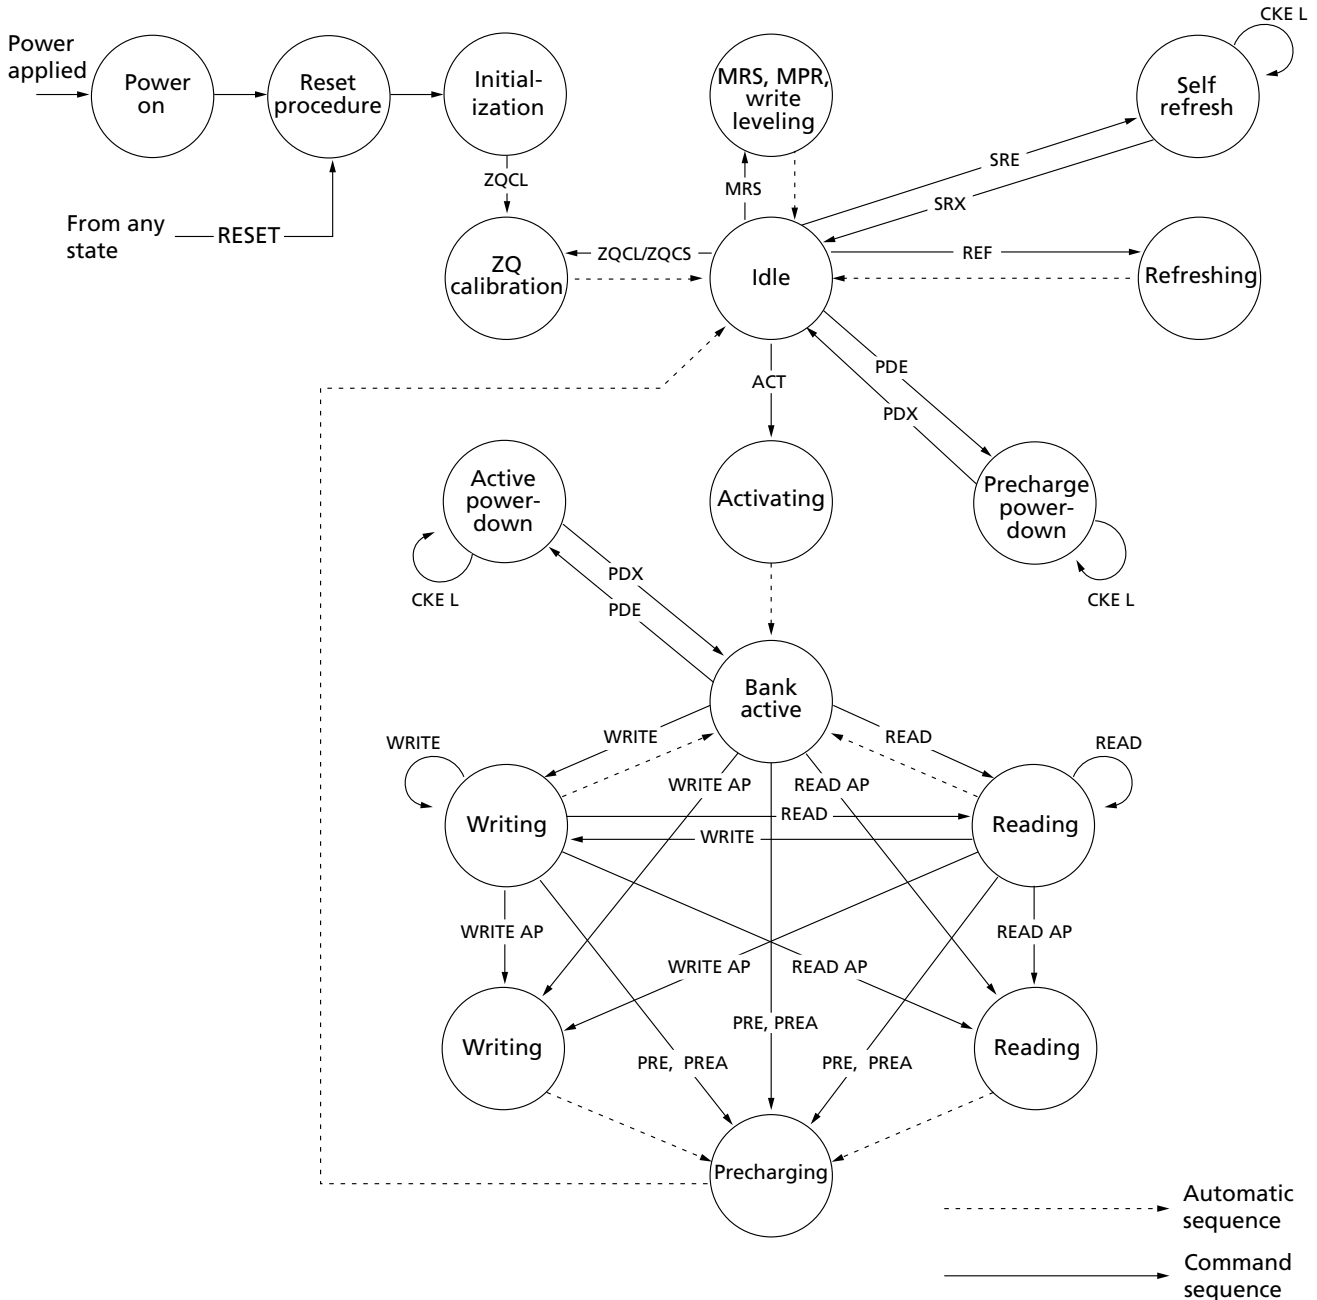 CKE L
Power
applied
Power
on
Reset
procedure
Initial-
ization
MRS, MPR,
write
leveling
Self
refresh
ZQCL
MRS
SRE
SRX
From any
state
RESET
ZQ
calibration
ZQCL/ZQCS
Idle
REF
Refreshing
ACT
PDE
PDX
Active
power-
down
Activating
Precharge
power-
down
CKE L
PDX
PDE
CKE L
Bank
active
WRITE
WRITE
READ
READ
WRITE AP
READ AP
Writing
READ
WRITE
Reading
WRITE AP
READ AP
WRITE AP
READ AP
Writing
PRE, PREA
Reading
PRE, PREA
PRE, PREA
Precharging
Automatic
sequence
Command
sequence